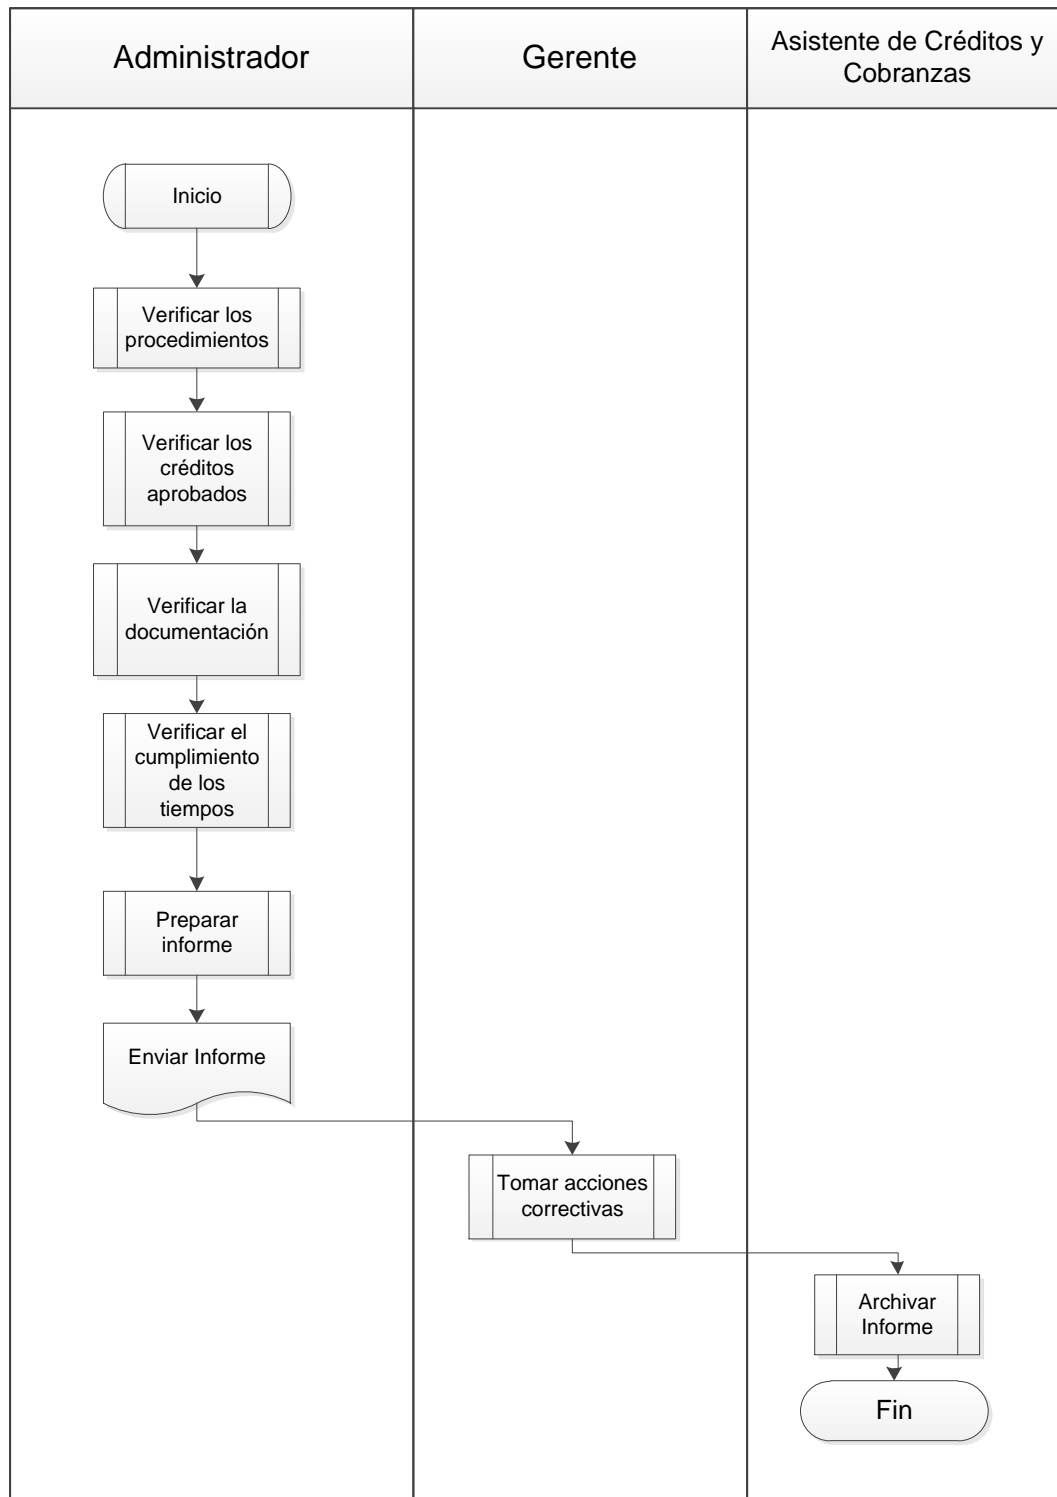 Administrador
Gerente
Asistente de Créditos y
Cobranzas
Inicio
Verificar los
procedimientos
Verificar los
créditos
aprobados
Verificar la
documentación
Verificar el
cumplimiento
de los
tiempos
Preparar
informe
Enviar Informe
Tomar acciones
correctivas
Archivar
Informe
Fin